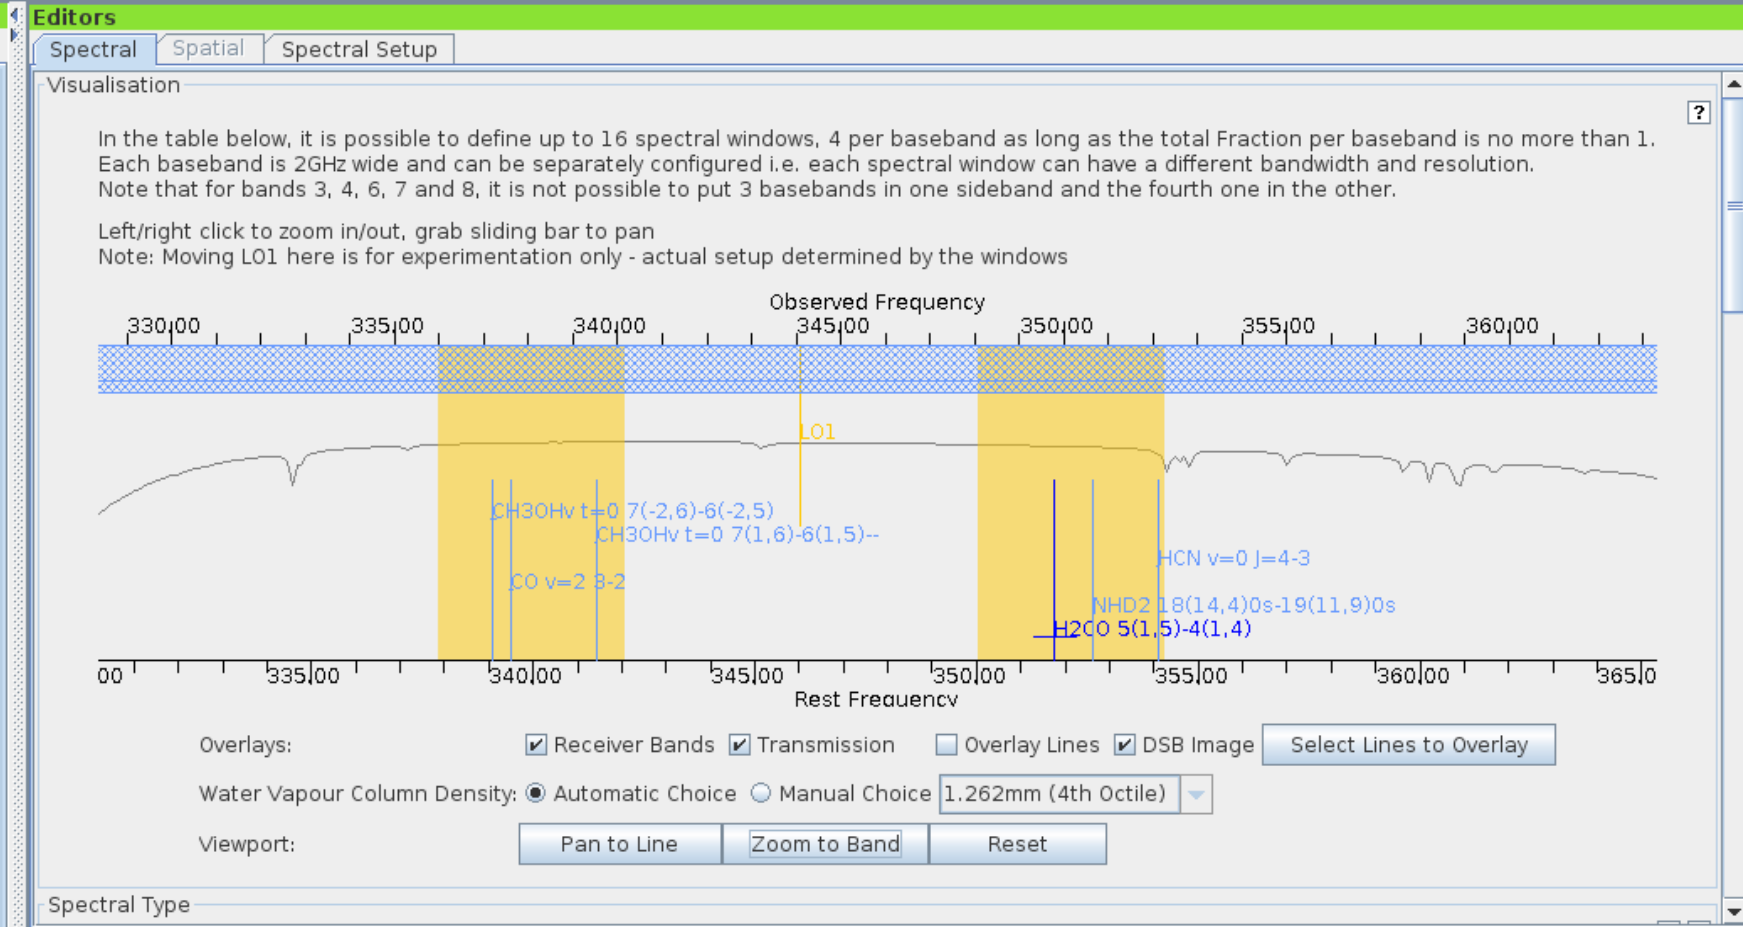 Editors
Spectral
Spatial
Spectral Setup
Visualisation
?
In the table below, it is possible to define up to 16 spectral windows, 4 per baseband as long as the total Fraction per baseband is no more than 1.
Each baseband is 2GHz wide and can be separately configured i.e. each spectral window can have a different bandwidth and resolution.
Note that for bands 3, 4, 6, 7 and 8, it is not possible to put 3 basebands in one sideband and the fourth one in the other.
Left/right click to zoom in/out, grab sliding bar to pan
Note: Moving LO1 here is for experimentation only - actual setup determined by the windows
Observed Frequency
330.00 335.00 340.00 345.00 350.00 355.00 360.00
LO1
CH3OHv t=0 7(-2,6)-6(-2,5)
CH3OHv t=0 7(1,6)-6(1,5)--
HCN v=0 J=4-3
CO v=2 3-2
NHD2 18(14,4)0s-19(11,9)0s
H2CO 5(1,5)-4(1,4)
00 335.00 340.00 345.00 350.00 355.00 360.00 365.0
Rest Frequency
Overlays: Receiver Bands Transmission Overlay Lines DSB Image Select Lines to Overlay
Water Vapour Column Density: Automatic Choice Manual Choice 1.262mm (4th Octile)
Viewport: Pan to Line Zoom to Band Reset
Spectral Type